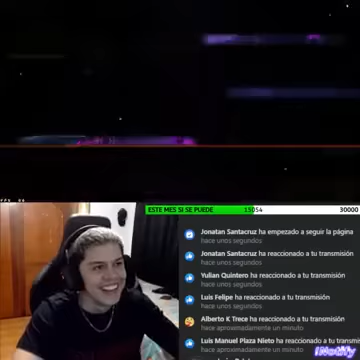 ESTE MES SI SE PUEDE 15054 30000
Jonatan Santacruz ha empezado a seguir la página
hace unos segundos
Jonatan Santacruz ha reaccionado a tu transmisión
hace unos segundos
Yulian Quintero ha reaccionado a tu transmisión
hace unos segundos
Luis Felipe ha reaccionado a tu transmisión
hace unos segundos
Alberto K Trece ha reaccionado a tu transmisión
hace aproximadamente un minuto
Luis Manuel Plaza Nieto ha reaccionado a tu transmi
hace aproximadamente un minuto